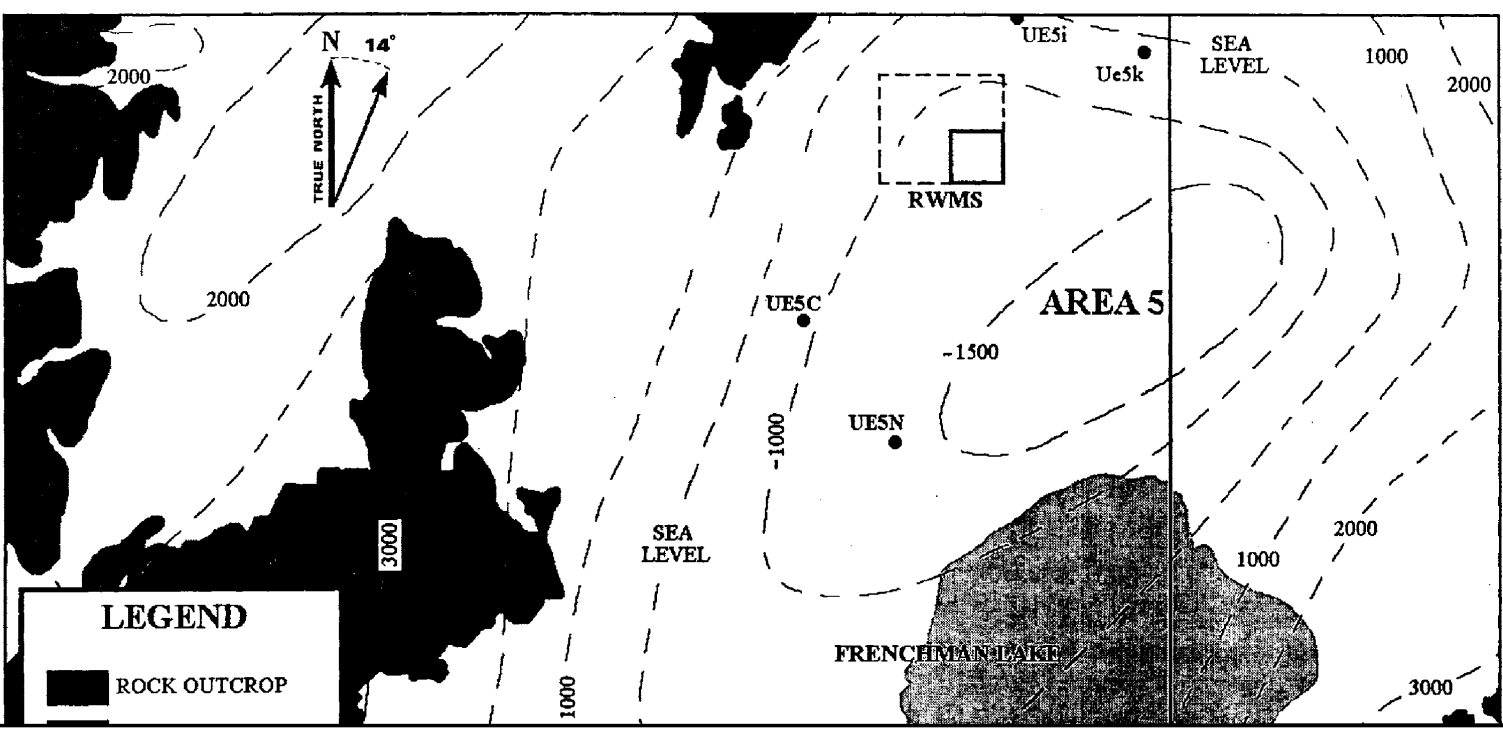 UE5i
SEA
LEVEL
1000
N 14°
2000
Ue5k
2000
TRUE NORTH
RWMS
2000
UE5C
AREA 5
-1500
-1000
UE5N
3000
SEA
LEVEL
2000
1000
LEGEND
FRENCHMAN LAKE
ROCK OUTCROP
1000
3000